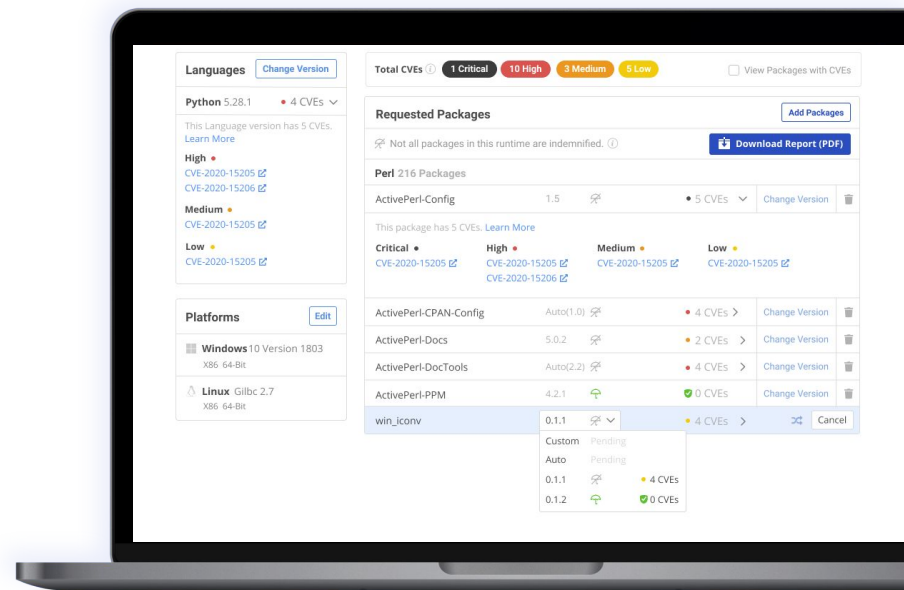 Languages
Change Version
Python 5.28.1 4 CVEs
This Language version has 5 CVEs.
Learn More
High
CVE-2020-15205
CVE-2020-15206
Medium
CVE-2020-15205
Low
CVE-2020-15205
Platforms
Edit
Windows10 Version 1803
X86 64-Bit
Linux Gilbc 2.7
X86 64-Bit
Total CVEs 1 Critical 10 High 3 Medium 5 Low View Packages with CVEs
Requested Packages Add Packages
Not all packages in this runtime are indemnified. Download Report (PDF)
Perl 216 Packages
ActivePerl-Config 1.5 5 CVEs Change Version
This package has 5 CVEs. Learn More
Critical High Medium Low
CVE-2020-15205 CVE-2020-15205 CVE-2020-15205 CVE-2020-15205
CVE-2020-15206
ActivePerl-CPAN-Config Auto(1.0) 4 CVEs Change Version
ActivePerl-Docs 5.0.2 2 CVEs Change Version
ActivePerl-DocTools Auto(2.2) 4 CVEs Change Version
ActivePerl-PPM 4.2.1 0 CVEs Change Version
win_iconv 0.1.1 4 CVEs Cancel
Custom Pending
Auto Pending
0.1.1 4 CVEs
0.1.2 0 CVEs